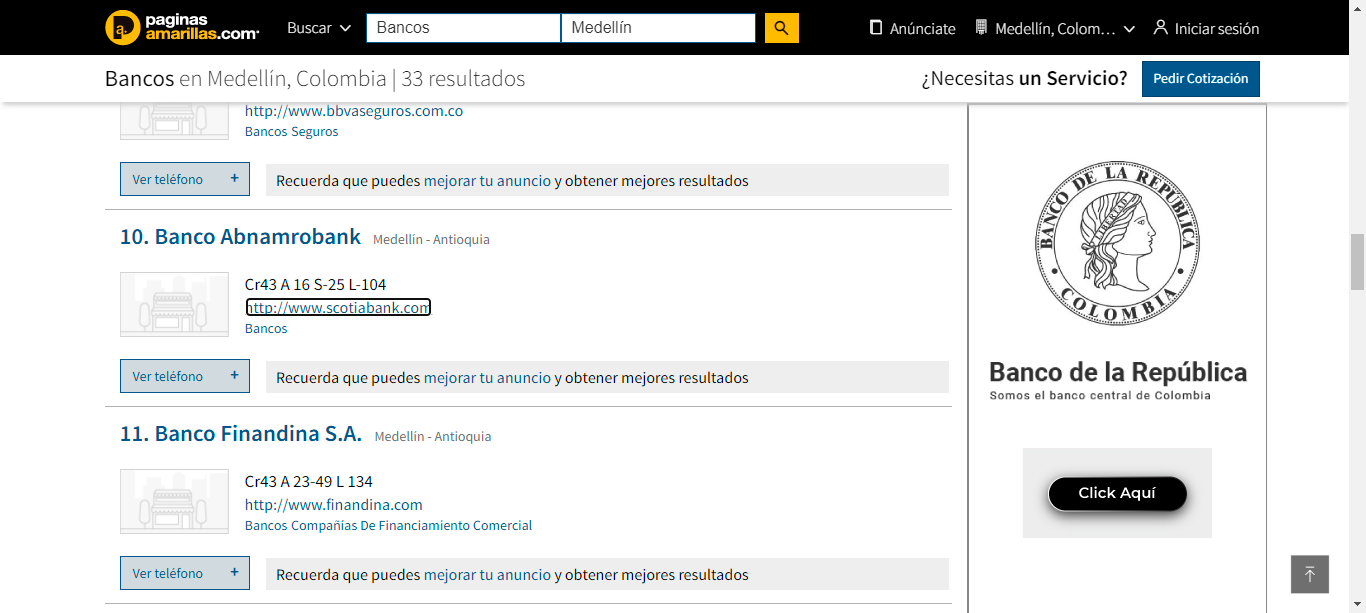 paginas
amarillas.com
Buscar
Bancos
Medellín
Anúnciate
Medellín, Colom…
Iniciar sesión
Bancos en Medellín, Colombia | 33 resultados
¿Necesitas un Servicio?
Pedir Cotización
http://www.bbvaseguros.com.co
Bancos Seguros
Ver teléfono +
Recuerda que puedes mejorar tu anuncio y obtener mejores resultados
10. Banco Abnamrobank Medellín - Antioquia
Cr43 A 16 S-25 L-104
http://www.scotiabank.com
Bancos
Ver teléfono +
Recuerda que puedes mejorar tu anuncio y obtener mejores resultados
11. Banco Finandina S.A. Medellín - Antioquia
Cr43 A 23-49 L 134
http://www.finandina.com
Bancos Compañías De Financiamiento Comercial
Ver teléfono +
Recuerda que puedes mejorar tu anuncio y obtener mejores resultados
BANCO DE LA REPÚBLICA
LIBERTAD
COLOMBIA
Banco de la República
Somos el banco central de Colombia
Click Aquí